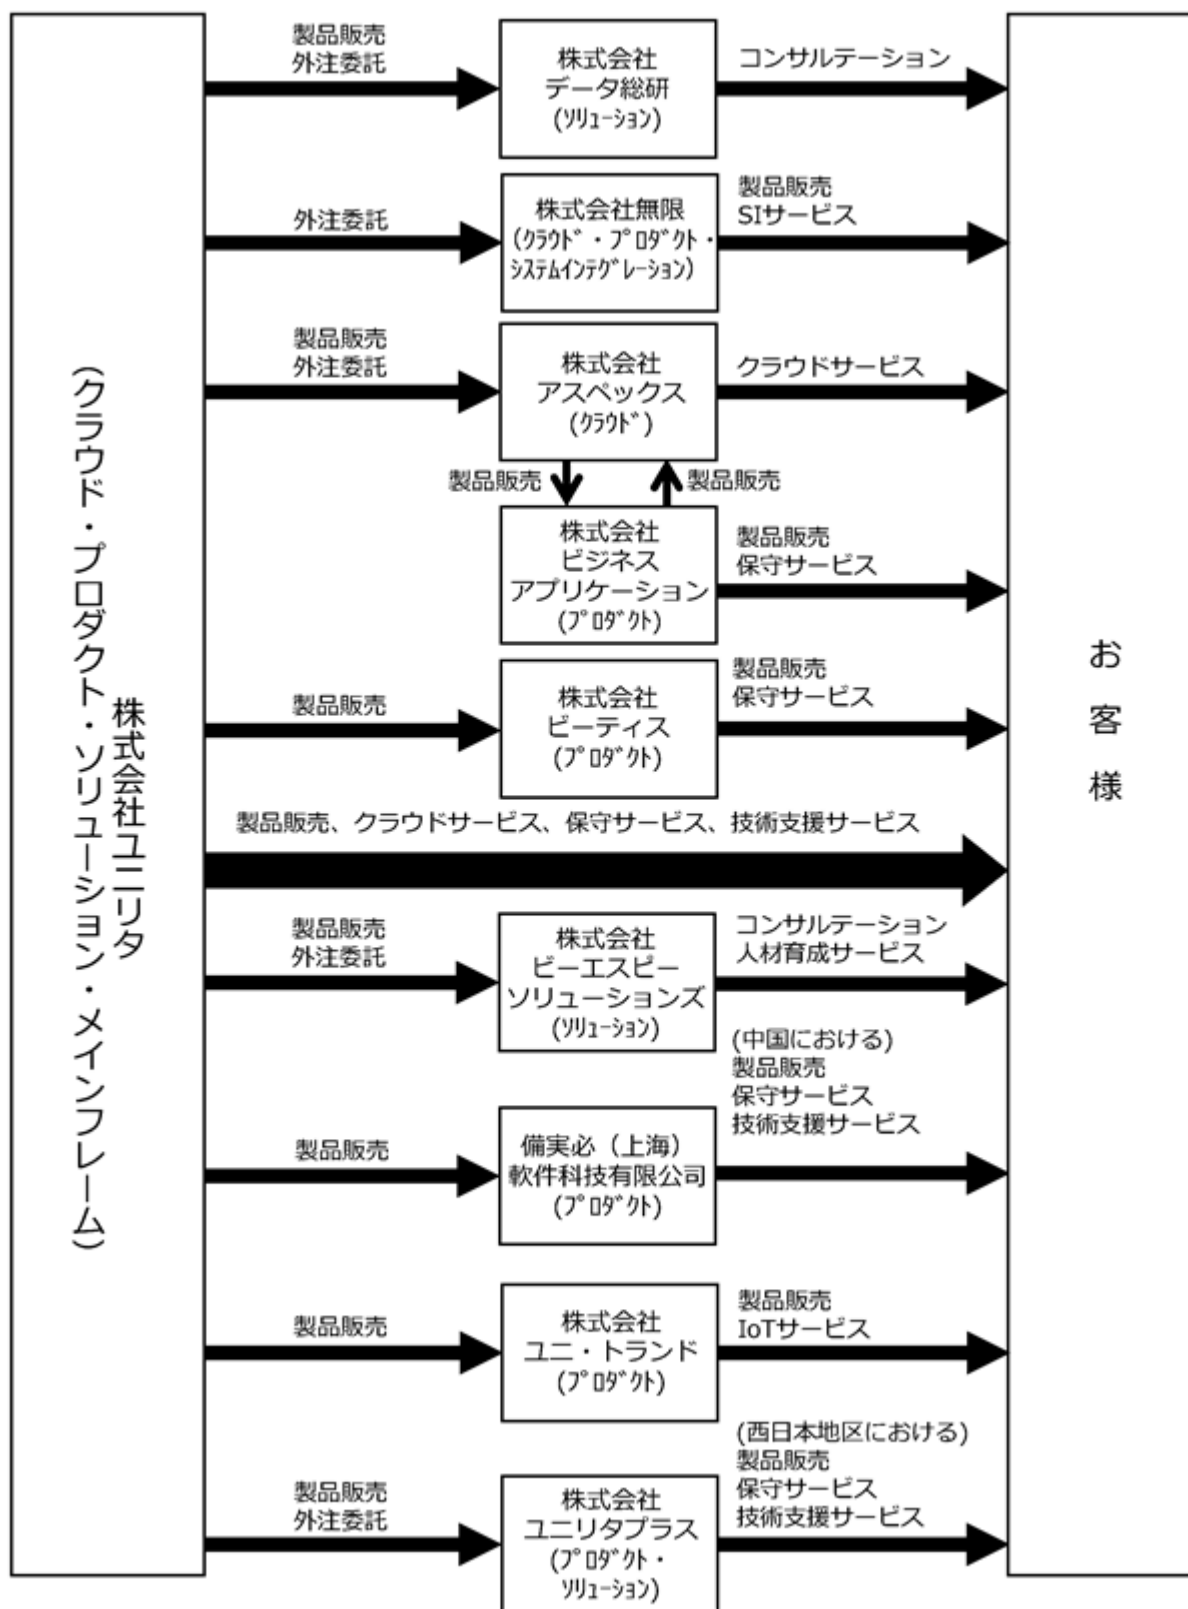 株式会社ユニリタ
(クラウド・プロダクト・ソリューション・メインフレーム)
製品販売
外注委託
株式会社
データ総研
(ｿﾘｭｰｼｮﾝ)
コンサルテーション
外注委託
株式会社無限
(ｸﾗｳﾄﾞ・ﾌﾟﾛﾀﾞｸﾄ・
ｼｽﾃﾑｲﾝﾃｸﾞﾚｰｼｮﾝ)
製品販売
SIサービス
製品販売
外注委託
株式会社
アスペックス
(ｸﾗｳﾄﾞ)
クラウドサービス
製品販売
製品販売
株式会社
ビジネス
アプリケーション
(ﾌﾟﾛﾀﾞｸﾄ)
製品販売
保守サービス
製品販売
株式会社
ビーティス
(ﾌﾟﾛﾀﾞｸﾄ)
製品販売
保守サービス
製品販売、クラウドサービス、保守サービス、技術支援サービス
製品販売
外注委託
株式会社
ビーエスピー
ソリューションズ
(ｿﾘｭｰｼｮﾝ)
コンサルテーション
人材育成サービス
製品販売
備実必（上海）
軟件科技有限公司
(ﾌﾟﾛﾀﾞｸﾄ)
(中国における)
製品販売
保守サービス
技術支援サービス
製品販売
株式会社
ユニ・トランド
(ﾌﾟﾛﾀﾞｸﾄ)
製品販売
IoTサービス
製品販売
外注委託
株式会社
ユニリタプラス
(ﾌﾟﾛﾀﾞｸﾄ・
ｿﾘｭｰｼｮﾝ)
(西日本地区における)
製品販売
保守サービス
技術支援サービス
お客様